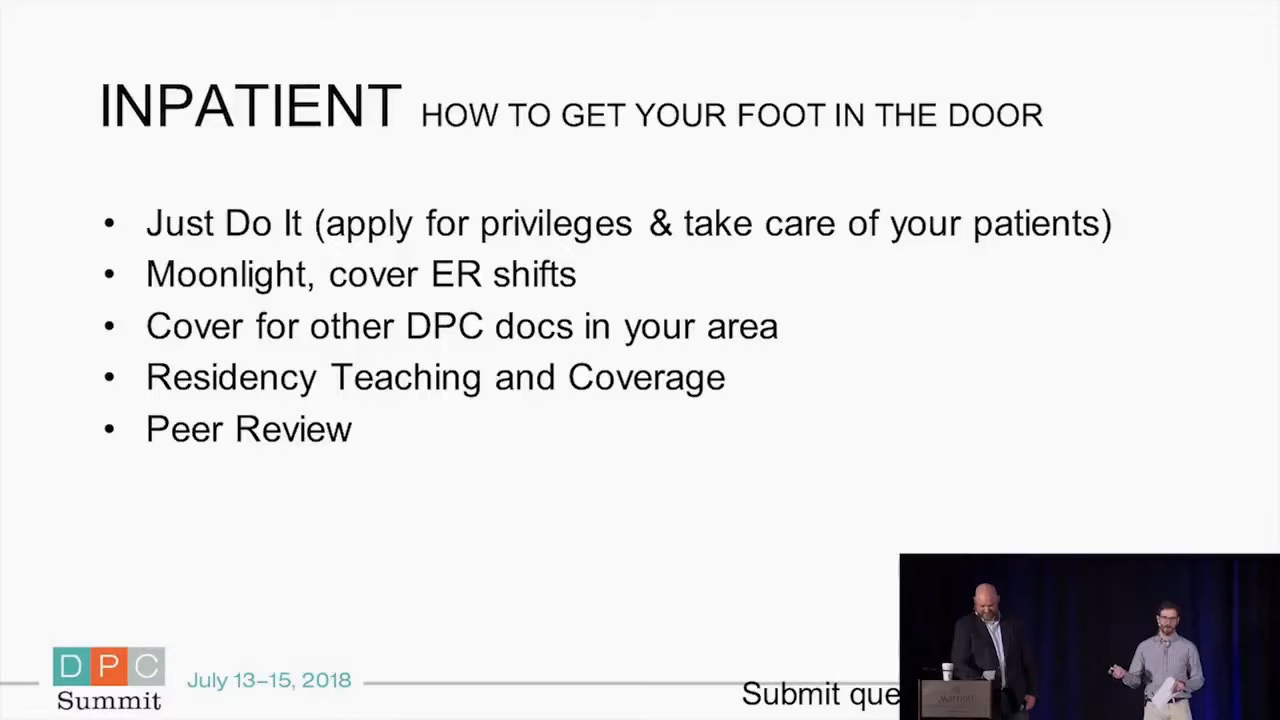 INPATIENT HOW TO GET YOUR FOOT IN THE DOOR
• Just Do It (apply for privileges & take care of your patients)
• Moonlight, cover ER shifts
• Cover for other DPC docs in your area
• Residency Teaching and Coverage
• Peer Review
DPC
Summit
July 13–15, 2018
Submit que
Marriott